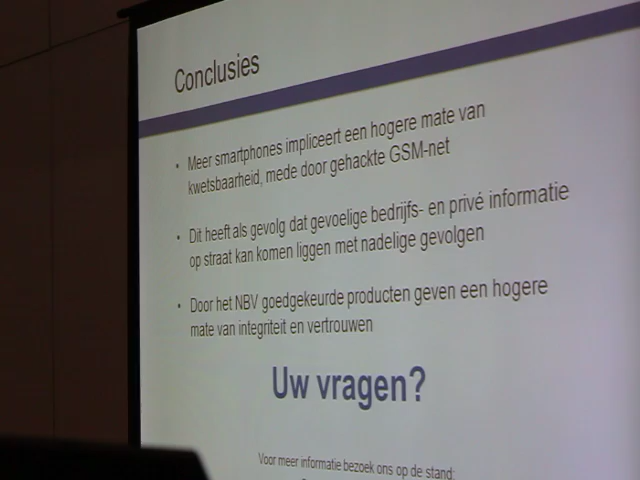 Conclusies
• Meer smartphones impliceert een hogere mate van
kwetsbaarheid, mede door gehackte GSM-net
• Dit heeft als gevolg dat gevoelige bedrijfs- en privé informatie
op straat kan komen liggen met nadelige gevolgen
• Door het NBV goedgekeurde producten geven een hogere
mate van integriteit en vertrouwen
Uw vragen?
Voor meer informatie bezoek ons op de stand: